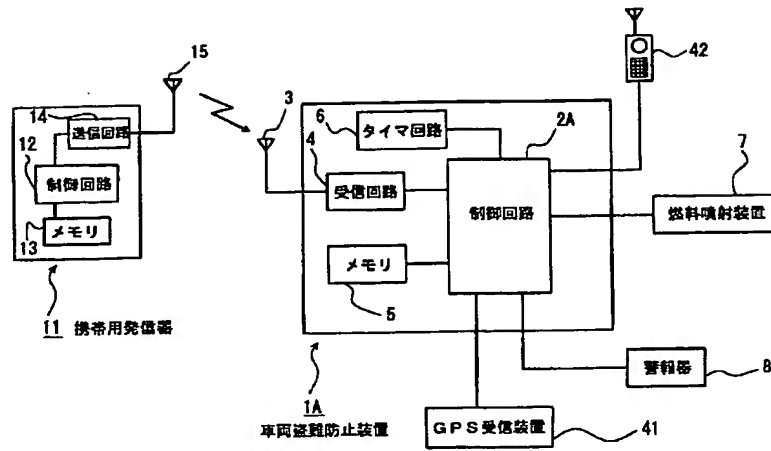 15
42
14
送信回路
3
6
タイマ回路
2A
12
制御回路
4
受信回路
制御回路
7
燃料噴射装置
13
メモリ
メモリ
5
11 携帯用発信器
警報器
8
1A
車両盗難防止装置
GPS受信装置
41